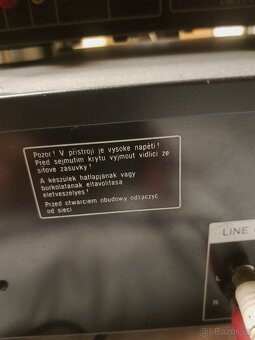 Pozor! V přístroji je vysoké napětí!
Před sejmutím krytu vyjmout vidlici ze
síťové zásuvky!
A készülék hátlapjának vagy
burkolatának eltávolítása
életveszélyes!
Przed otwarciem obudowy odłączyć
od sieci
LINE
L
R